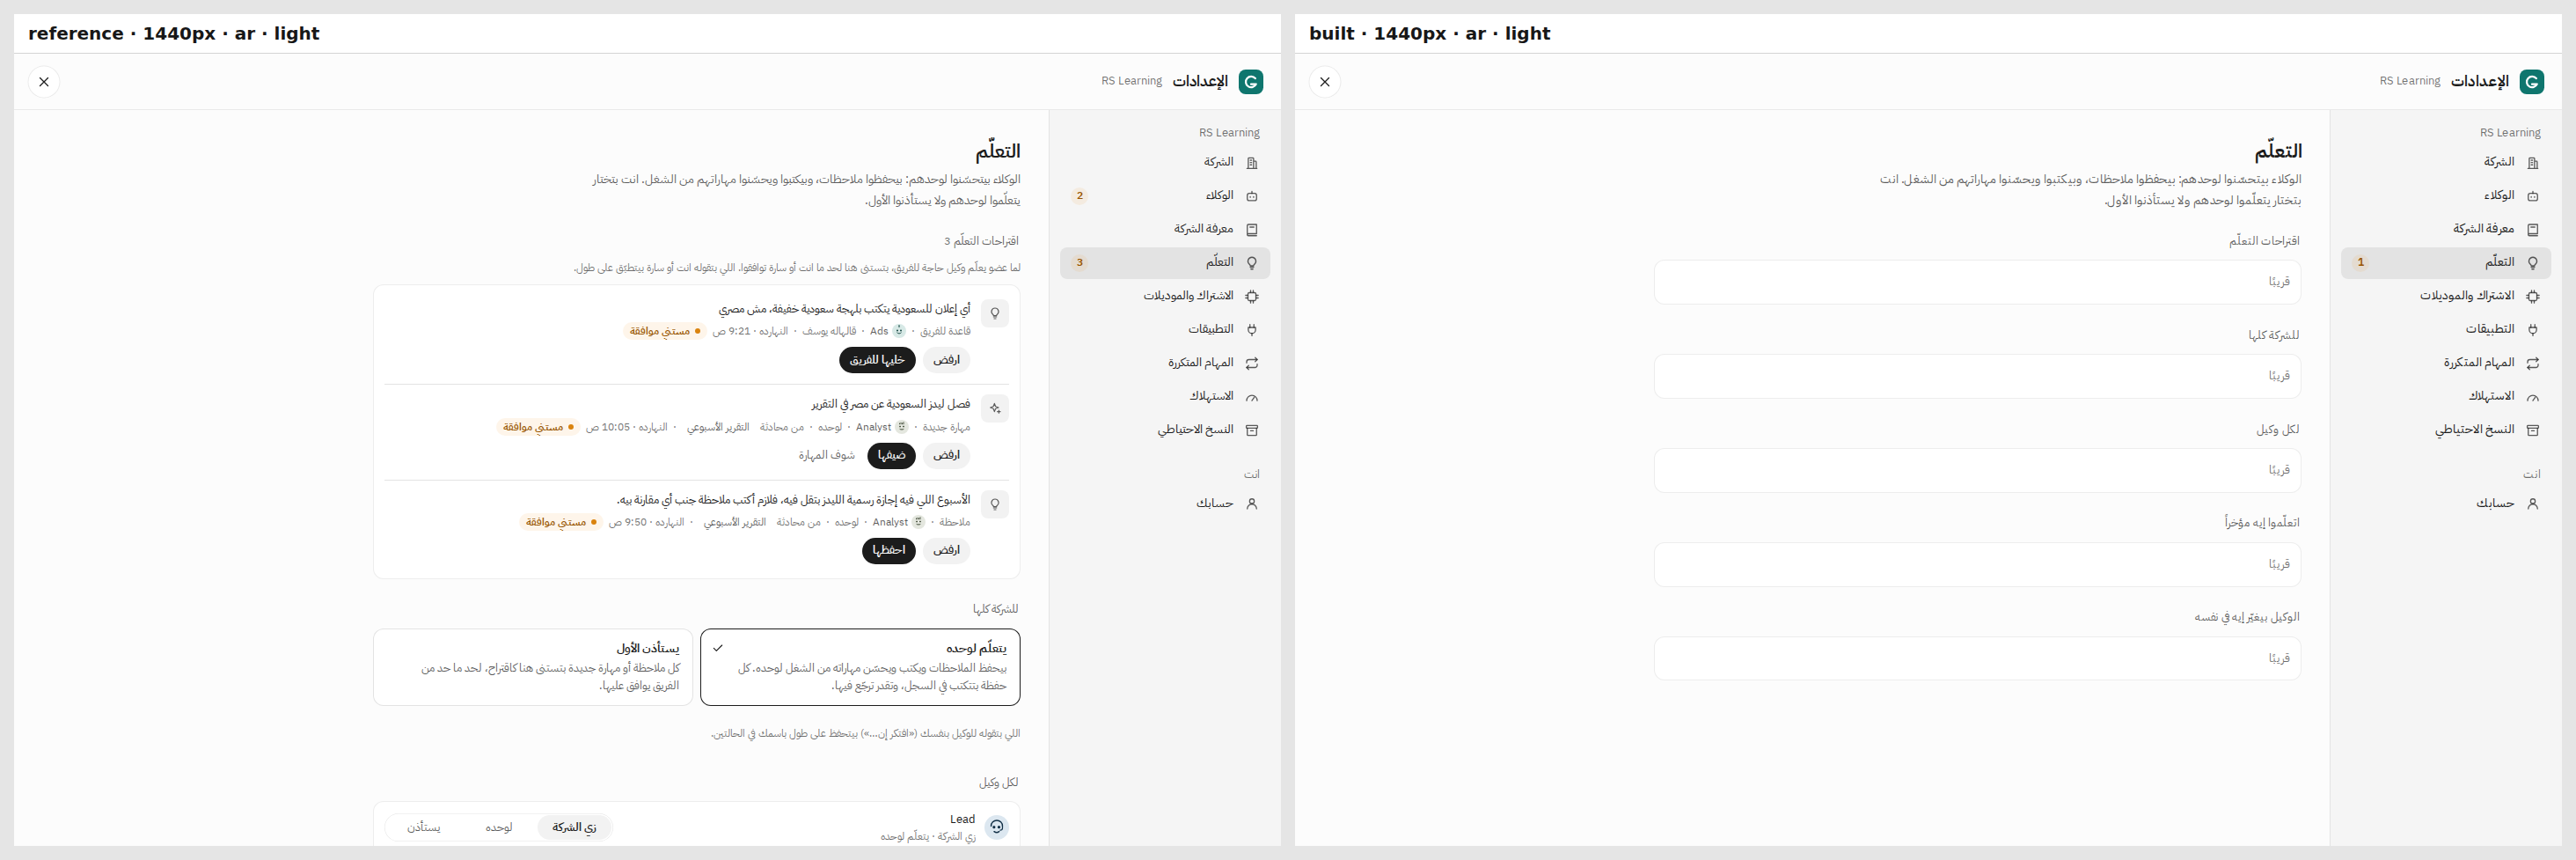 reference · 1440px · ar · light
الإعدادات RS Learning
RS Learning
الشركة
الوكلاء 2
معرفة الشركة
التعلّم 3
الاشتراك والموديلات
التطبيقات
المهام المتكررة
الاستهلاك
النسخ الاحتياطي
انت
حسابك
التعلّم
الوكلاء بيتحسّنوا لوحدهم: بيحفظوا ملاحظات، وبيكتبوا ويحسّنوا مهاراتهم من الشغل. انت بتختار
يتعلّموا لوحدهم ولا يستأذنوا الأول.
اقتراحات التعلّم 3
لما عضو يعلّم وكيل حاجة للفريق، بتستنى هنا لحد ما انت أو سارة توافقوا. اللي بتقوله انت أو سارة بيتطبّق على طول.
أي إعلان للسعودية يتكتب بلهجة سعودية خفيفة، مش مصري
قاعدة للفريق · Ads · قالهاله يوسف · النهارده · 9:21 ص مستني موافقة
ارفض خليها للفريق
فصل ليدز السعودية عن مصر في التقرير
مهارة جديدة · Analyst · لوحده · من محادثة التقرير الأسبوعي · النهارده · 10:05 ص مستني موافقة
ارفض ضيفها شوف المهارة
الأسبوع اللي فيه إجازة رسمية الليدز بتقل فيه، فلازم أكتب ملاحظة جنب أي مقارنة بيه.
ملاحظة · Analyst · لوحده · من محادثة التقرير الأسبوعي · النهارده · 9:50 ص مستني موافقة
ارفض احفظها
للشركة كلها
يتعلّم لوحده
بيحفظ الملاحظات ويكتب ويحسّن مهاراته من الشغل لوحده. كل
حفظة بتتكتب في السجل، وتقدر ترجّع فيها.
يستأذن الأول
كل ملاحظة أو مهارة جديدة بتستنى هنا كاقتراح، لحد ما حد من
الفريق يوافق عليها.
اللي بتقوله للوكيل بنفسك («افتكر إن…») بيتحفظ على طول باسمك في الحالتين.
لكل وكيل
Lead
زي الشركة · يتعلّم لوحده
زي الشركة لوحده يستأذن
built · 1440px · ar · light
الإعدادات RS Learning
RS Learning
الشركة
الوكلاء
معرفة الشركة
التعلّم 1
الاشتراك والموديلات
التطبيقات
المهام المتكررة
الاستهلاك
النسخ الاحتياطي
انت
حسابك
التعلّم
الوكلاء بيتحسّنوا لوحدهم: بيحفظوا ملاحظات، وبيكتبوا ويحسّنوا مهاراتهم من الشغل. انت
بتختار يتعلّموا لوحدهم ولا يستأذنوا الأول.
اقتراحات التعلّم
قريبًا
للشركة كلها
قريبًا
لكل وكيل
قريبًا
اتعلّموا إيه مؤخراً
قريبًا
الوكيل بيغيّر إيه في نفسه
قريبًا